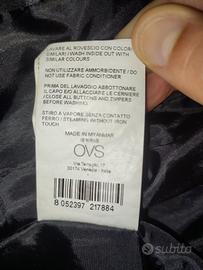 LAVARE AL ROVESCIO CON COLORI
SIMILARI / WASH INSIDE OUT WITH
SIMILAR COLOURS
NON UTILIZZARE AMMORBIDENTE / DO
NOT USE FABRIC CONDITIONER
PRIMA DEL LAVAGGIO ABBOTTONARE
IL CAPO E/O ALLACCIARE LE CERNIERE
/ CLOSE ALL BUTTONS AND ZIPPERS
BEFORE WASHING
STIRO A VAPORE SENZA CONTATTO
FERRO / STEAMING WITHOUT IRON
TOUCH
MADE IN MYANMAR
OVS
Via Terraglio, 17
30174 Venezia - Italia
8 052397 217884
subito